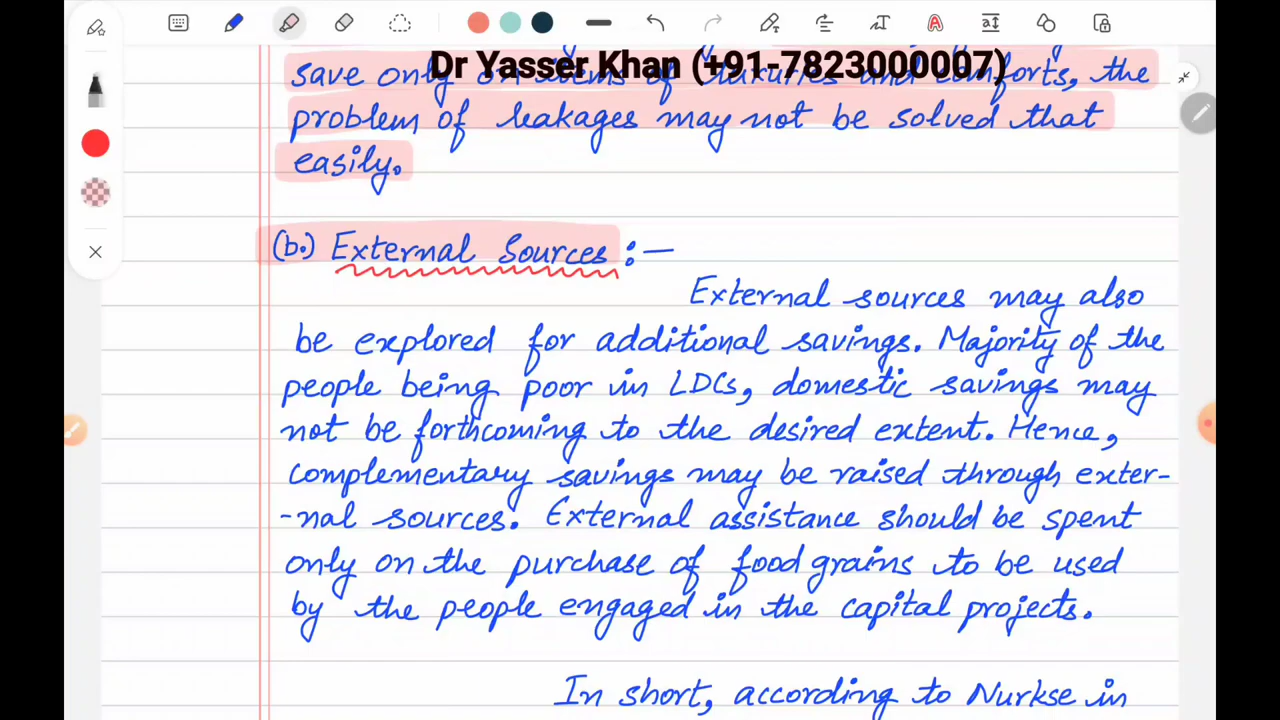 Dr Yasser Khan (+91-7823000007)
save only on items of luxuries and comforts, the
problem of leakages may not be solved that
easily.
(b.) External Sources :-
External sources may also
be explored for additional savings. Majority of the
people being poor in LDCs, domestic savings may
not be forthcoming to the desired extent. Hence,
complementary savings may be raised through exter-
-nal sources. External assistance should be spent
only on the purchase of food grains to be used
by the people engaged in the capital projects.
In short, according to Nurkse in